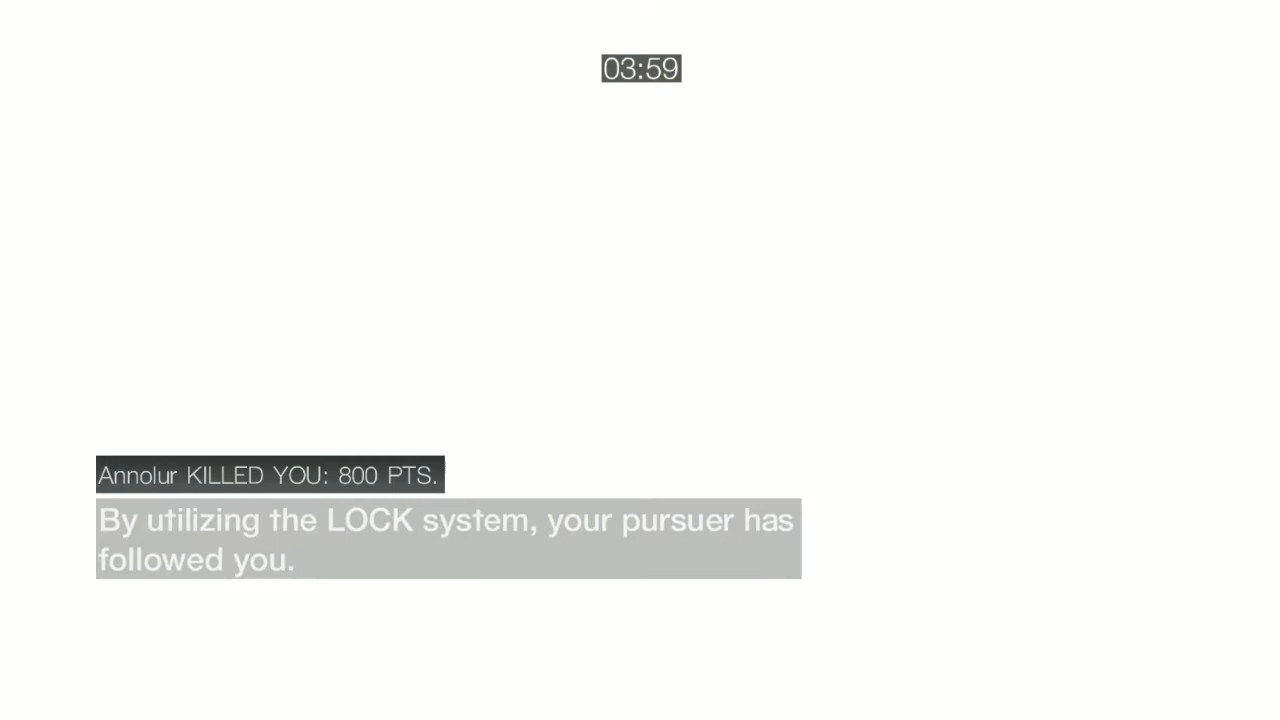 03:59
Annolur KILLED YOU: 800 PTS.
By utilizing the LOCK system, your pursuer has
followed you.